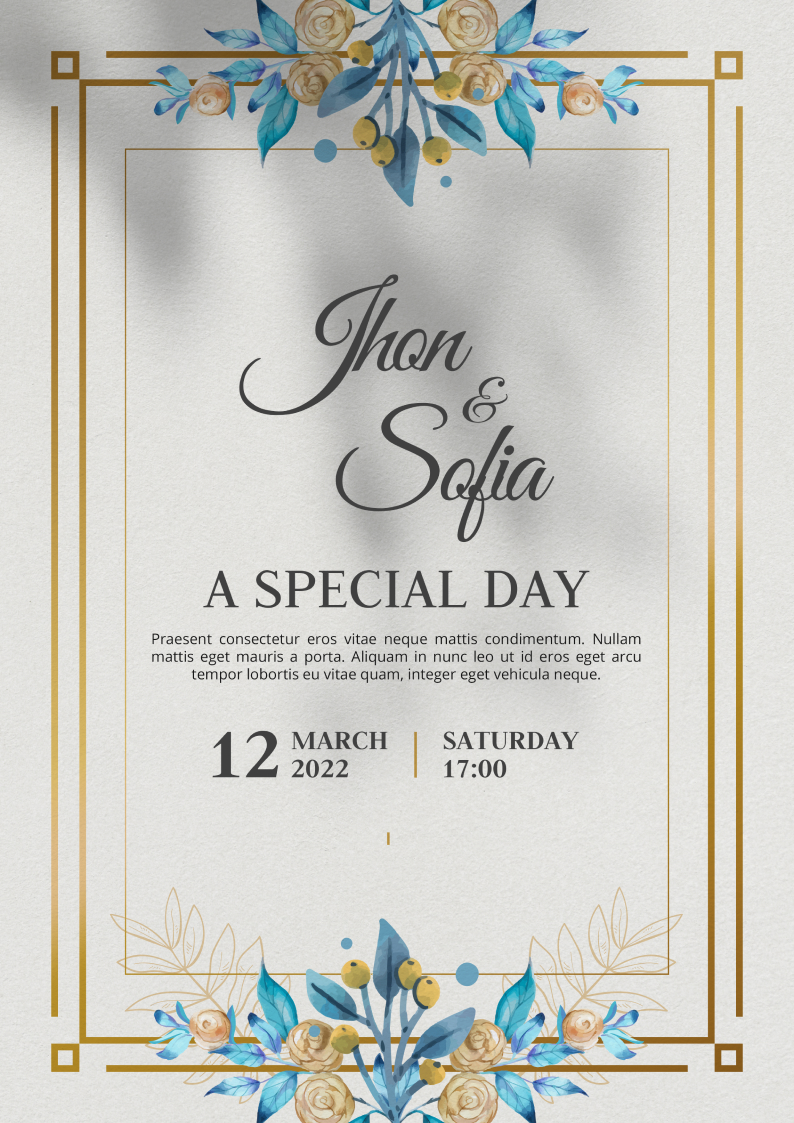 Jhon
&
Sofia
A SPECIAL DAY
Praesent consectetur eros vitae neque mattis condimentum. Nullam
mattis eget mauris a porta. Aliquam in nunc leo ut id eros eget arcu
tempor lobortis eu vitae quam, integer eget vehicula neque.
12 MARCH
2022
SATURDAY
17:00